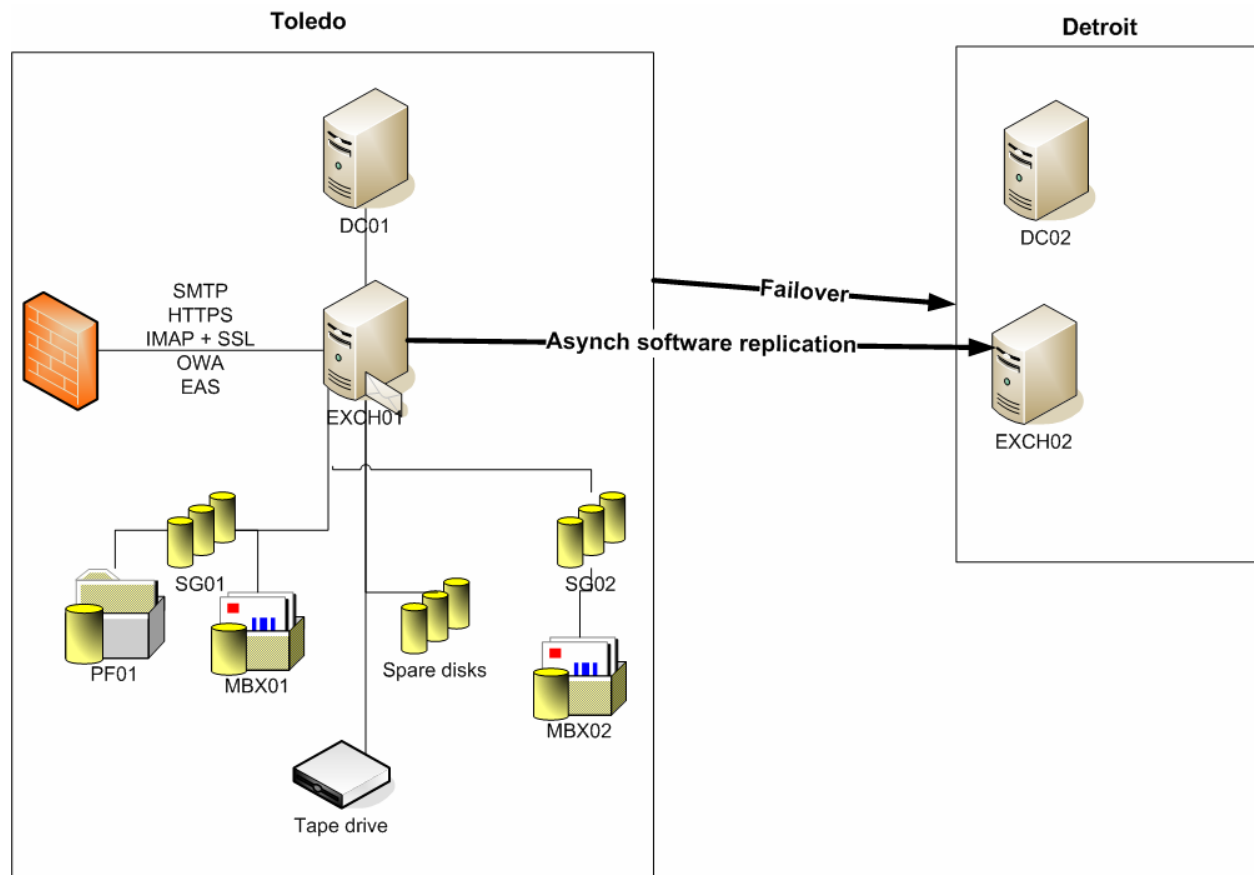 Toledo
Detroit
DC01
DC02
SMTP
HTTPS
IMAP + SSL
OWA
EAS
Failover
Asynch software replication
EXCH01
EXCH02
SG01
SG02
PF01
MBX01
Spare disks
MBX02
Tape drive